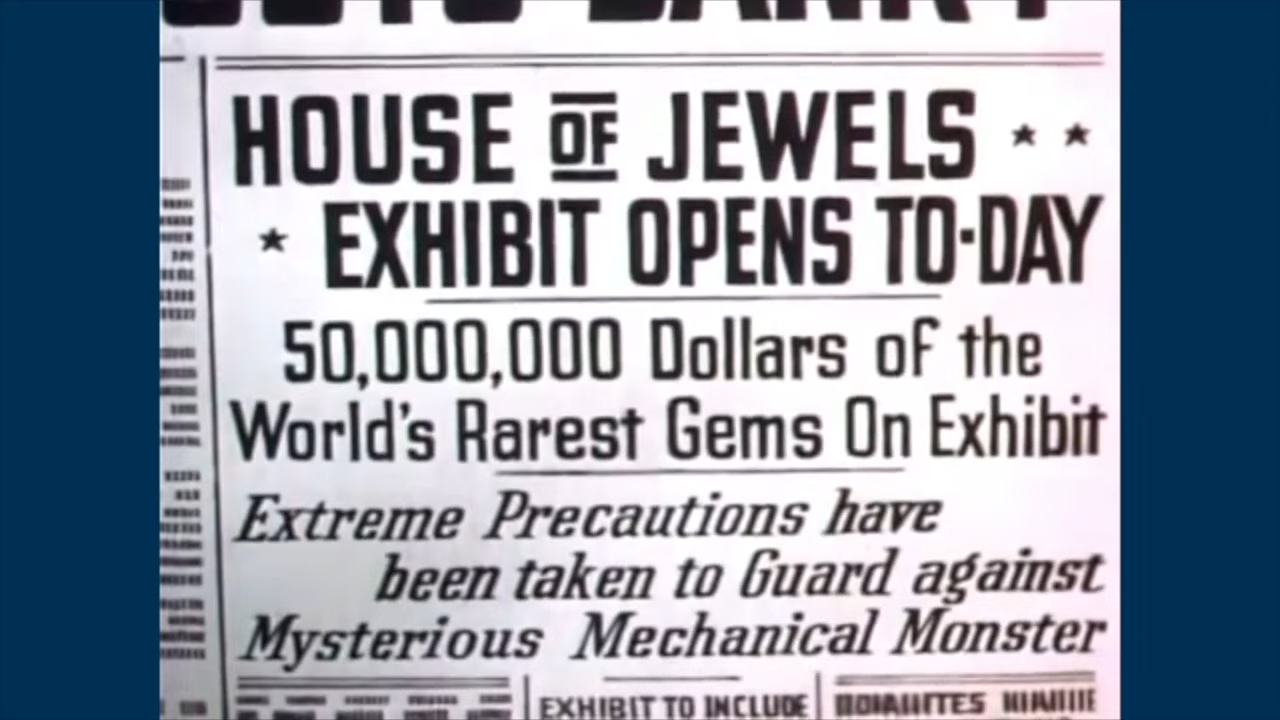 HOUSE OF JEWELS
EXHIBIT OPENS TO-DAY
50,000,000 Dollars of the
World's Rarest Gems On Exhibit
Extreme Precautions have
been taken to Guard against
Mysterious Mechanical Monster
EXHIBIT TO INCLUDE